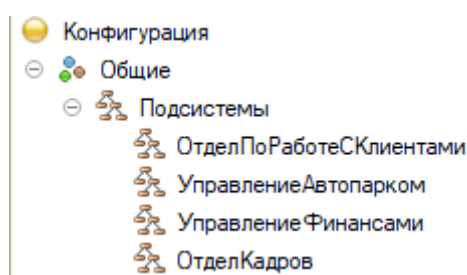 Конфигурация
Общие
Подсистемы
ОтделПоРаботеСКлиентами
УправлениеАвтопарком
УправлениеФинансами
ОтделКадров